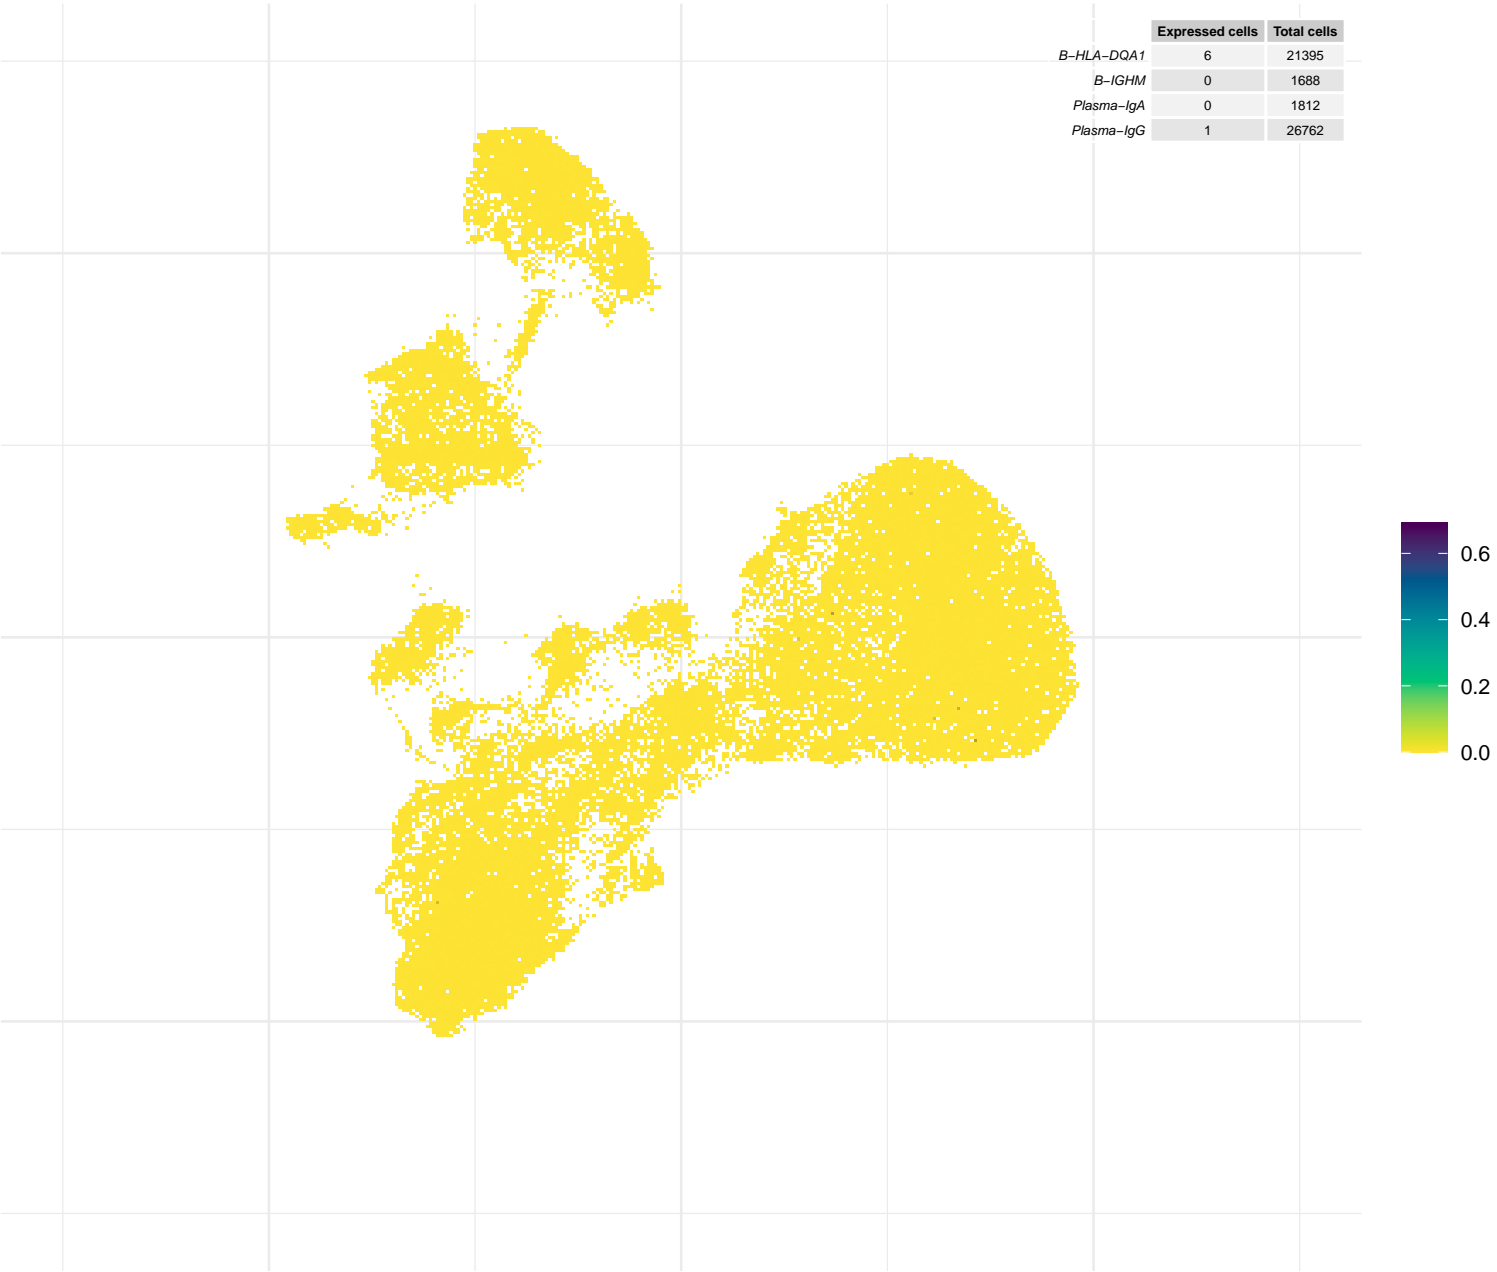 Expressed cells Total cells
B−HLA−DQA1 6 21395
B−IGHM 0 1688
Plasma−IgA 0 1812
Plasma−IgG 1 26762
0.6
0.4
0.2
0.0